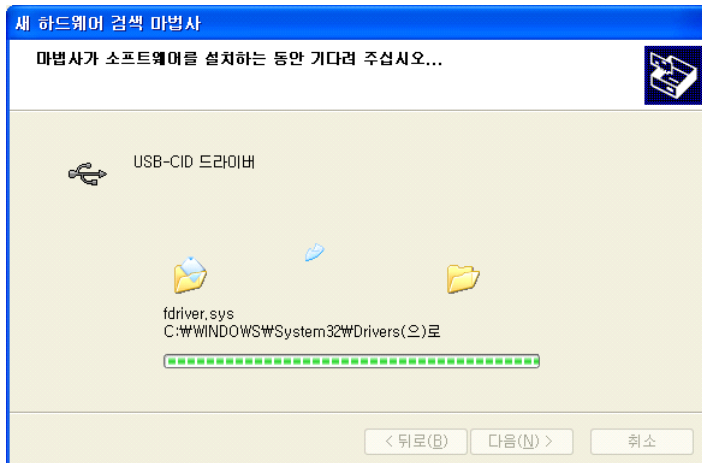 새 하드웨어 검색 마법사
마법사가 소프트웨어를 설치하는 동안 기다려 주십시오...
USB-CID 드라이버
fdriver.sys
C:₩WINDOWS₩System32₩Drivers(으)로
< 뒤로(B) 다음(N) > 취소